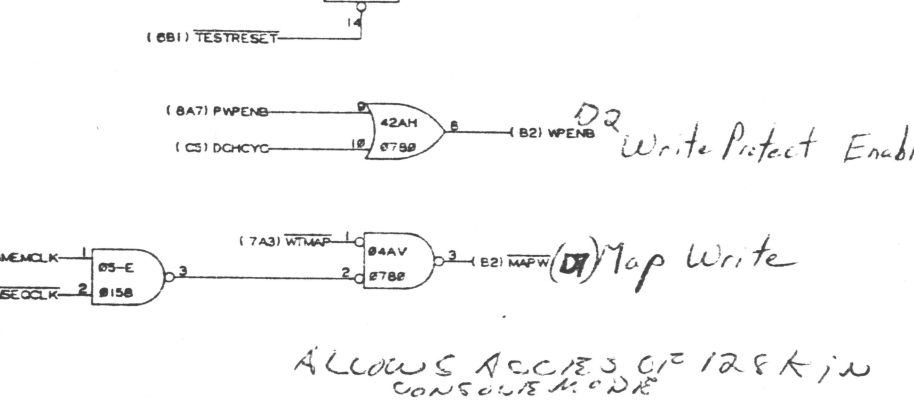 14
(6B1) TESTRESET
(8A7) PWPENB 9 42AH 8 (B2) WPENB D2
(C5) DCHCYC 10 0780 Write Protect Enabl
(7A3) WTMAP 1 04AV 3 (B2) MAPW (D7) Map Write
MEMCLK 1 05-E 3 2 0780
SEQCLK 2 0158
ALLOWS ACCES OF 128K in
CONSOLE MODE